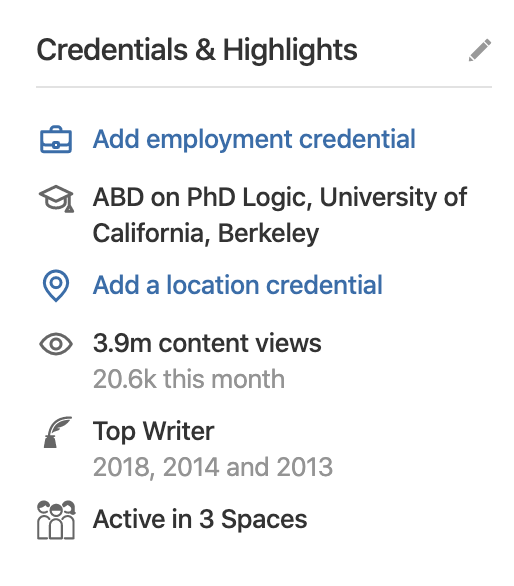 Credentials & Highlights
Add employment credential
ABD on PhD Logic, University of
California, Berkeley
Add a location credential
3.9m content views
20.6k this month
Top Writer
2018, 2014 and 2013
Active in 3 Spaces